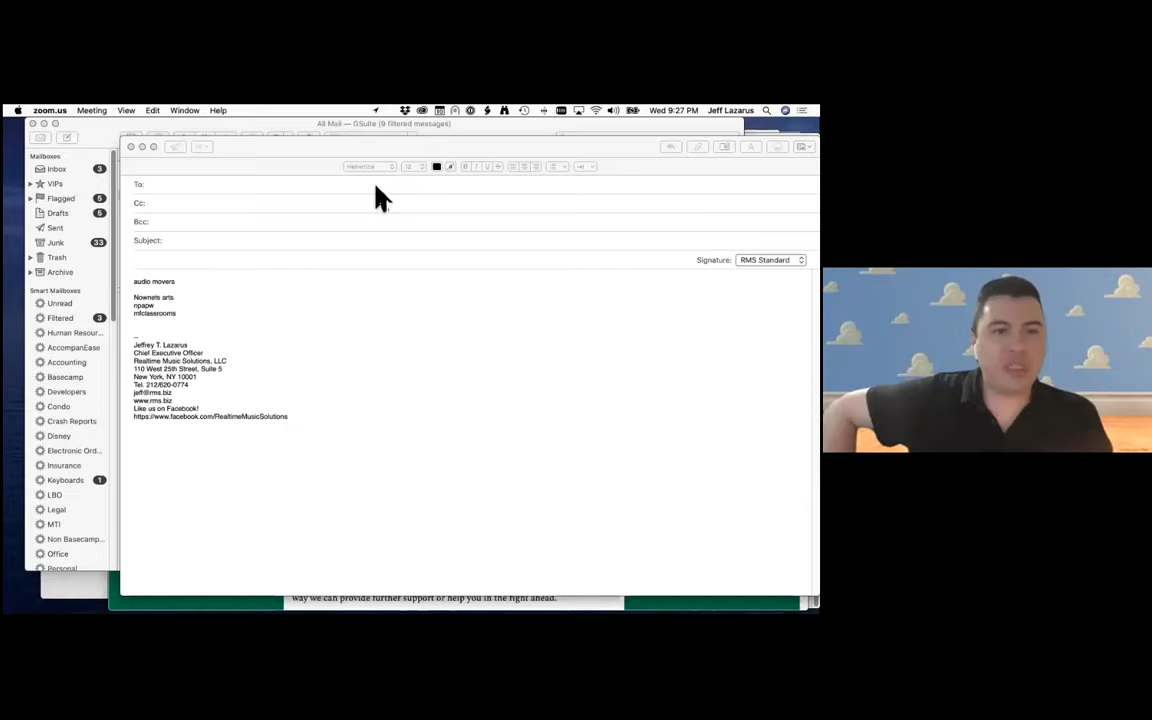 zoom.us Meeting View Edit Window Help Wed 9:27 PM Jeff Lazarus
All Mail — GSuite (9 filtered messages)
Mailboxes
Inbox 3
VIPs
Flagged 5
Drafts 5
Sent
Junk 33
Trash
Archive
Smart Mailboxes
Unread
Filtered 3
Human Resour...
AccompanEase
Accounting
Basecamp
Developers
Condo
Crash Reports
Disney
Electronic Ord...
Insurance
Keyboards 1
LBO
Legal
MTI
Non Basecamp...
Office
Personal
Helvetica 12
To:
Cc:
Bcc:
Subject:
Signature: RMS Standard
audio movers
Nownets arts
npapw
mfclassrooms
--
Jeffrey T. Lazarus
Chief Executive Officer
Realtime Music Solutions, LLC
110 West 25th Street, Suite 5
New York, NY 10001
Tel. 212/620-0774
jeff@rms.biz
www.rms.biz
Like us on Facebook!
https://www.facebook.com/RealtimeMusicSolutions
way we can provide further support or help you in the fight ahead.